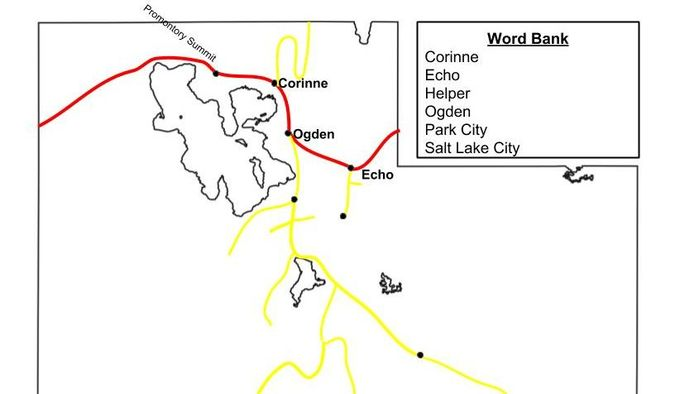 Promontory Summit
Word Bank
Corinne
Echo
Helper
Ogden
Park City
Salt Lake City
Corinne
Ogden
Echo